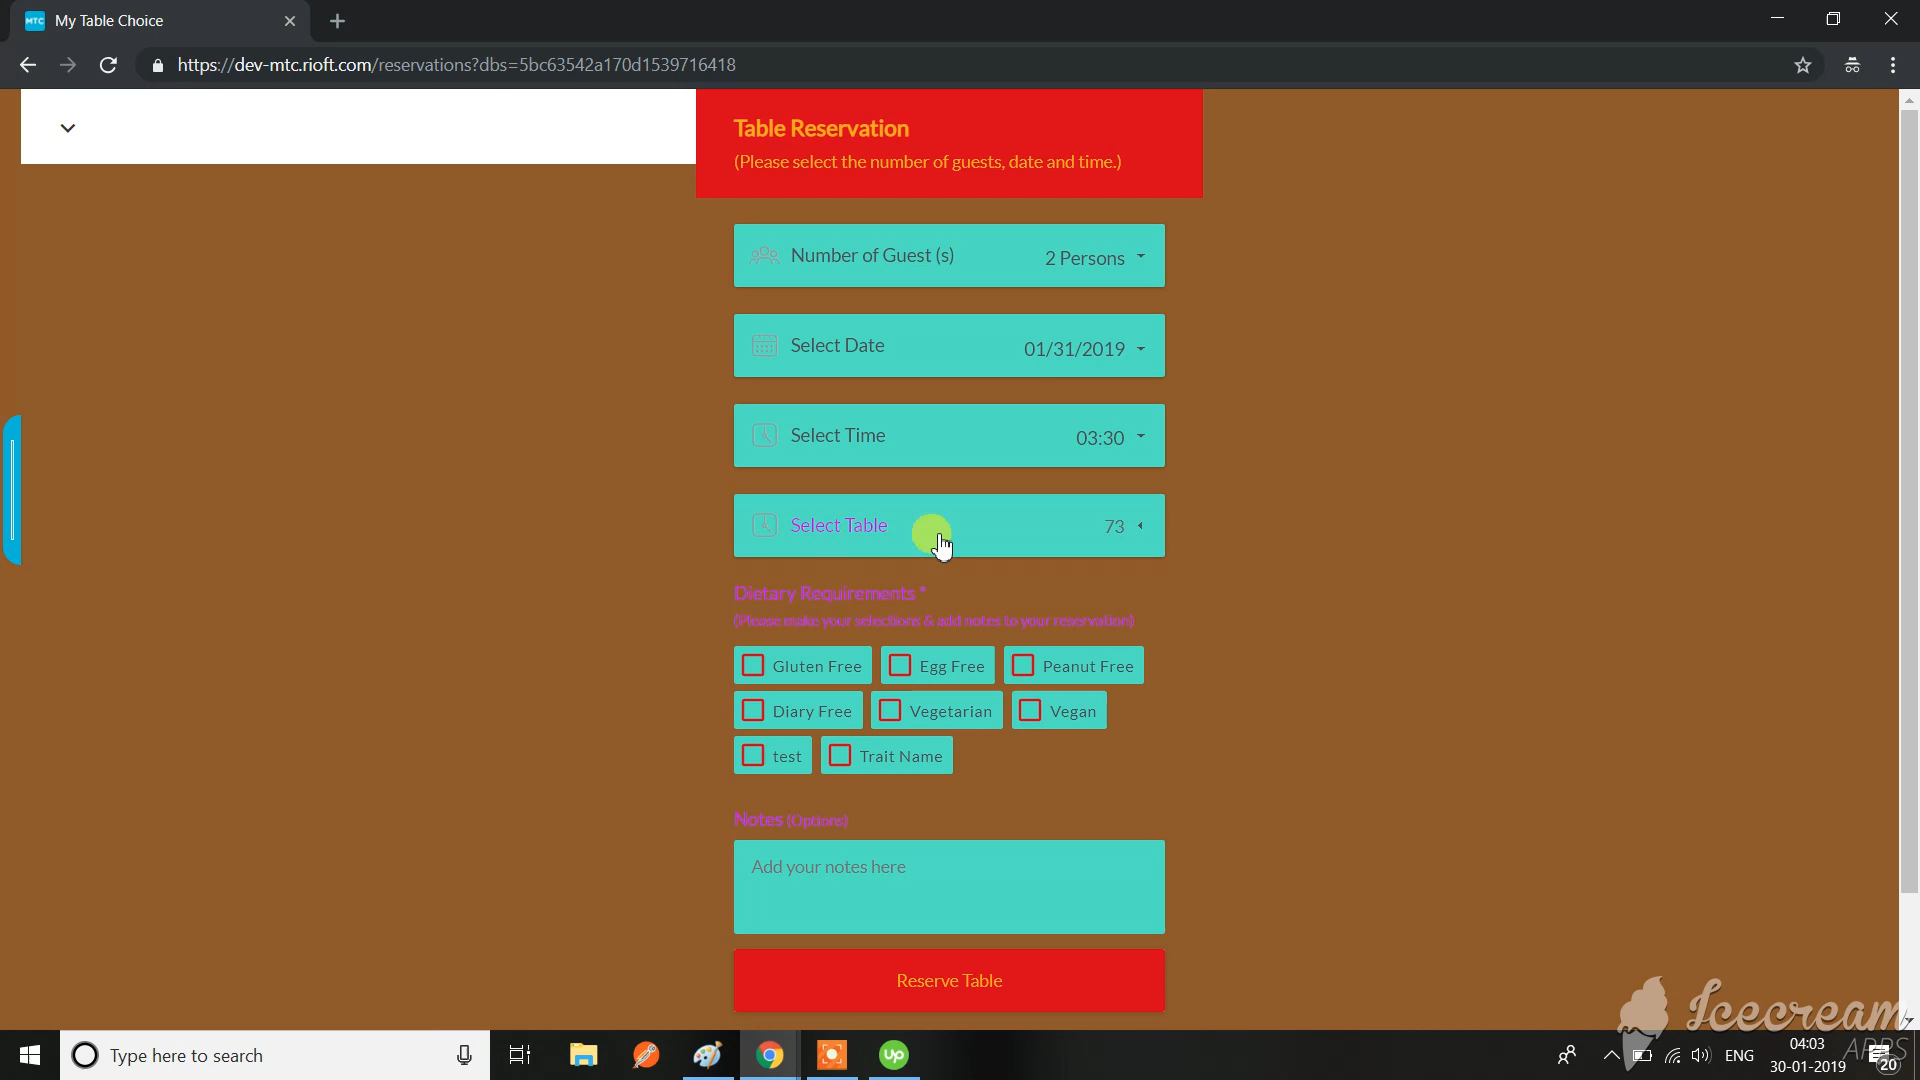 MTC My Table Choice
https://dev-mtc.rioft.com/reservations?dbs=5bc63542a170d1539716418
Table Reservation
(Please select the number of guests, date and time.)
Number of Guest (s) 2 Persons
Select Date 01/31/2019
Select Time 03:30
Select Table 73
Dietary Requirements *
(Please make your selections & add notes to your reservation)
Gluten Free Egg Free Peanut Free
Diary Free Vegetarian Vegan
test Trait Name
Notes (Options)
Add your notes here
Reserve Table
Icecream
APPS
Type here to search
up
ENG
04:03
30-01-2019
20